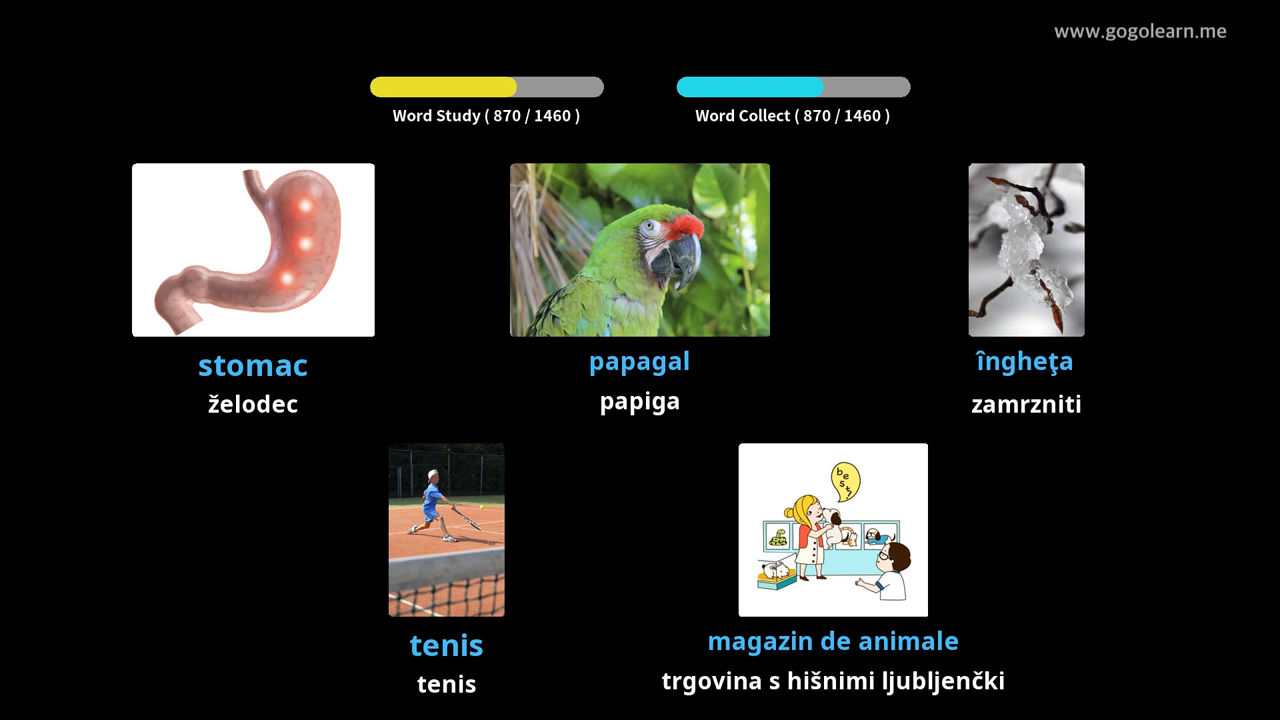 www.gogolearn.me
Word Study ( 870 / 1460 )
Word Collect ( 870 / 1460 )
stomac
želodec
papagal
papiga
îngheţa
zamrzniti
best!
tenis
tenis
magazin de animale
trgovina s hišnimi ljubljenčki